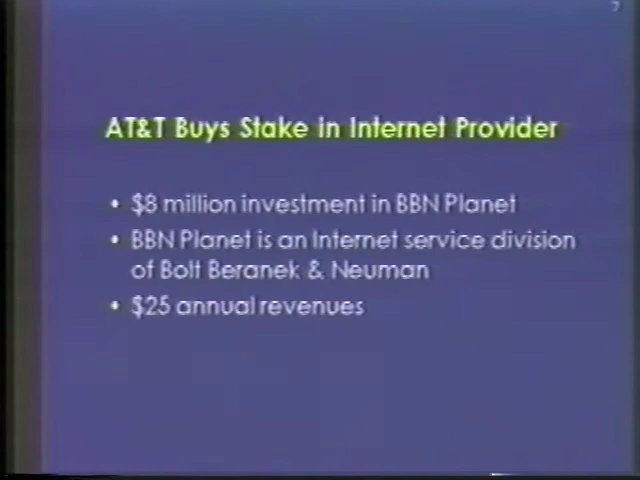 7
AT&T Buys Stake in Internet Provider
• $8 million investment in BBN Planet
• BBN Planet is an Internet service division
of Bolt Beranek & Neuman
• $25 annual revenues